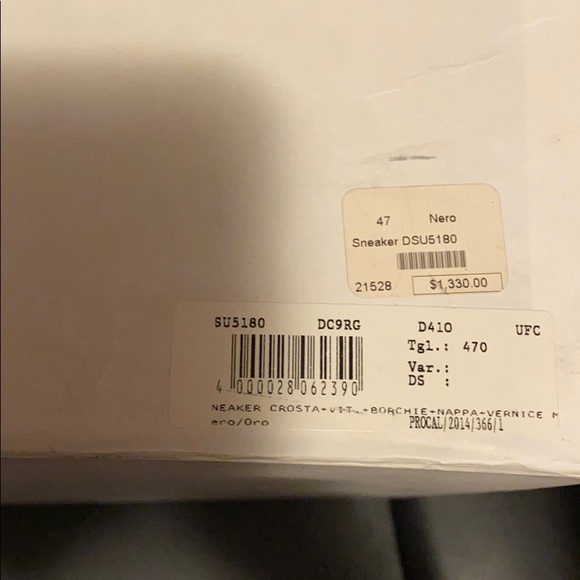 47 Nero
Sneaker DSU5180
21528 $1,330.00
SU5180 DC9RG D410 UFC
Tgl.: 470
Var.:
DS :
4 000028 062390
NEAKER CROSTA+VIT.+BORCHIE+NAPPA+VERNICE N
ero/Oro PROCAL/2014/366/1